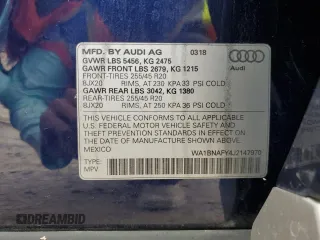 MFD. BY AUDI AG 0318
GVWR LBS 5456, KG 2475
GAWR FRONT LBS 2679, KG 1215
FRONT-TIRES 255/45 R20
8JX20 RIMS, AT 230 KPA 33 PSI COLD
GAWR REAR LBS 3042, KG 1380
REAR-TIRES 255/45 R20
8JX20 RIMS, AT 250 KPA 36 PSI COLD
Audi
THIS VEHICLE CONFORMS TO ALL APPLICABLE
U.S. FEDERAL MOTOR VEHICLE SAFETY
STANDARDS IN EFFECT ON THE DATE OF
MANUFACTURE SHOWN ABOVE.
MEXICO
TYPE:
MPV
DREAMBID